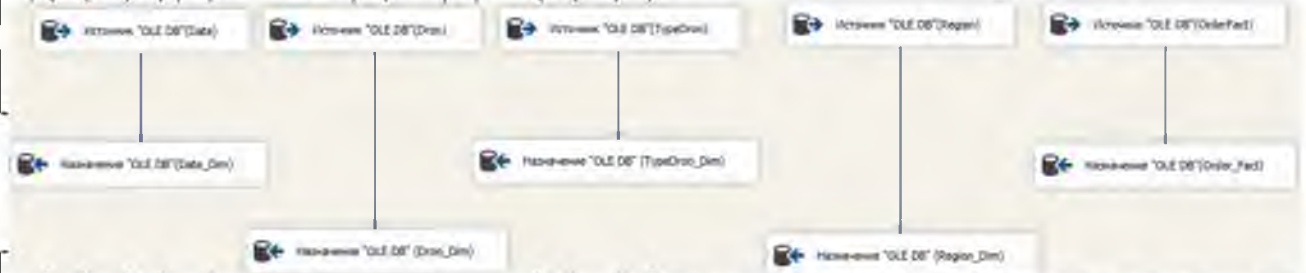 Источник "OLE DB"(Data)
Источник "OLE DB"(Dron)
Источник "OLE DB"(TypeDron)
Источник "OLE DB"(Region)
Источник "OLE DB"(OrderFact)
Назначение "OLE DB"(Data_Dim)
Назначение "OLE DB" (TypeDron_Dim)
Назначение "OLE DB"(Order_Fact)
Назначение "OLE DB" (Dron_Dim)
Назначение "OLE DB" (Region_Dim)